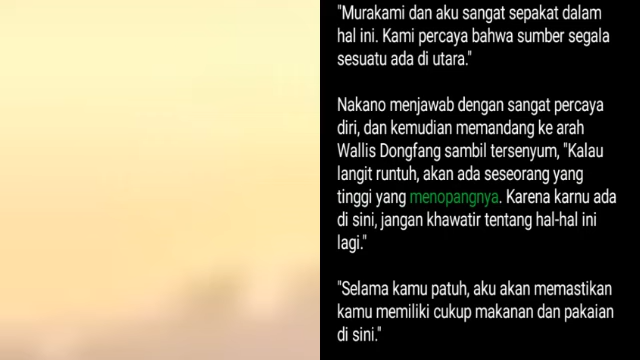 "Murakami dan aku sangat sepakat dalam
hal ini. Kami percaya bahwa sumber segala
sesuatu ada di utara."
Nakano menjawab dengan sangat percaya
diri, dan kemudian memandang ke arah
Wallis Dongfang sambil tersenyum, "Kalau
langit runtuh, akan ada seseorang yang
tinggi yang menopangnya. Karena karnu ada
di sini, jangan khawatir tentang hal-hal ini
lagi."
"Selama kamu patuh, aku akan memastikan
kamu memiliki cukup makanan dan pakaian
di sini."